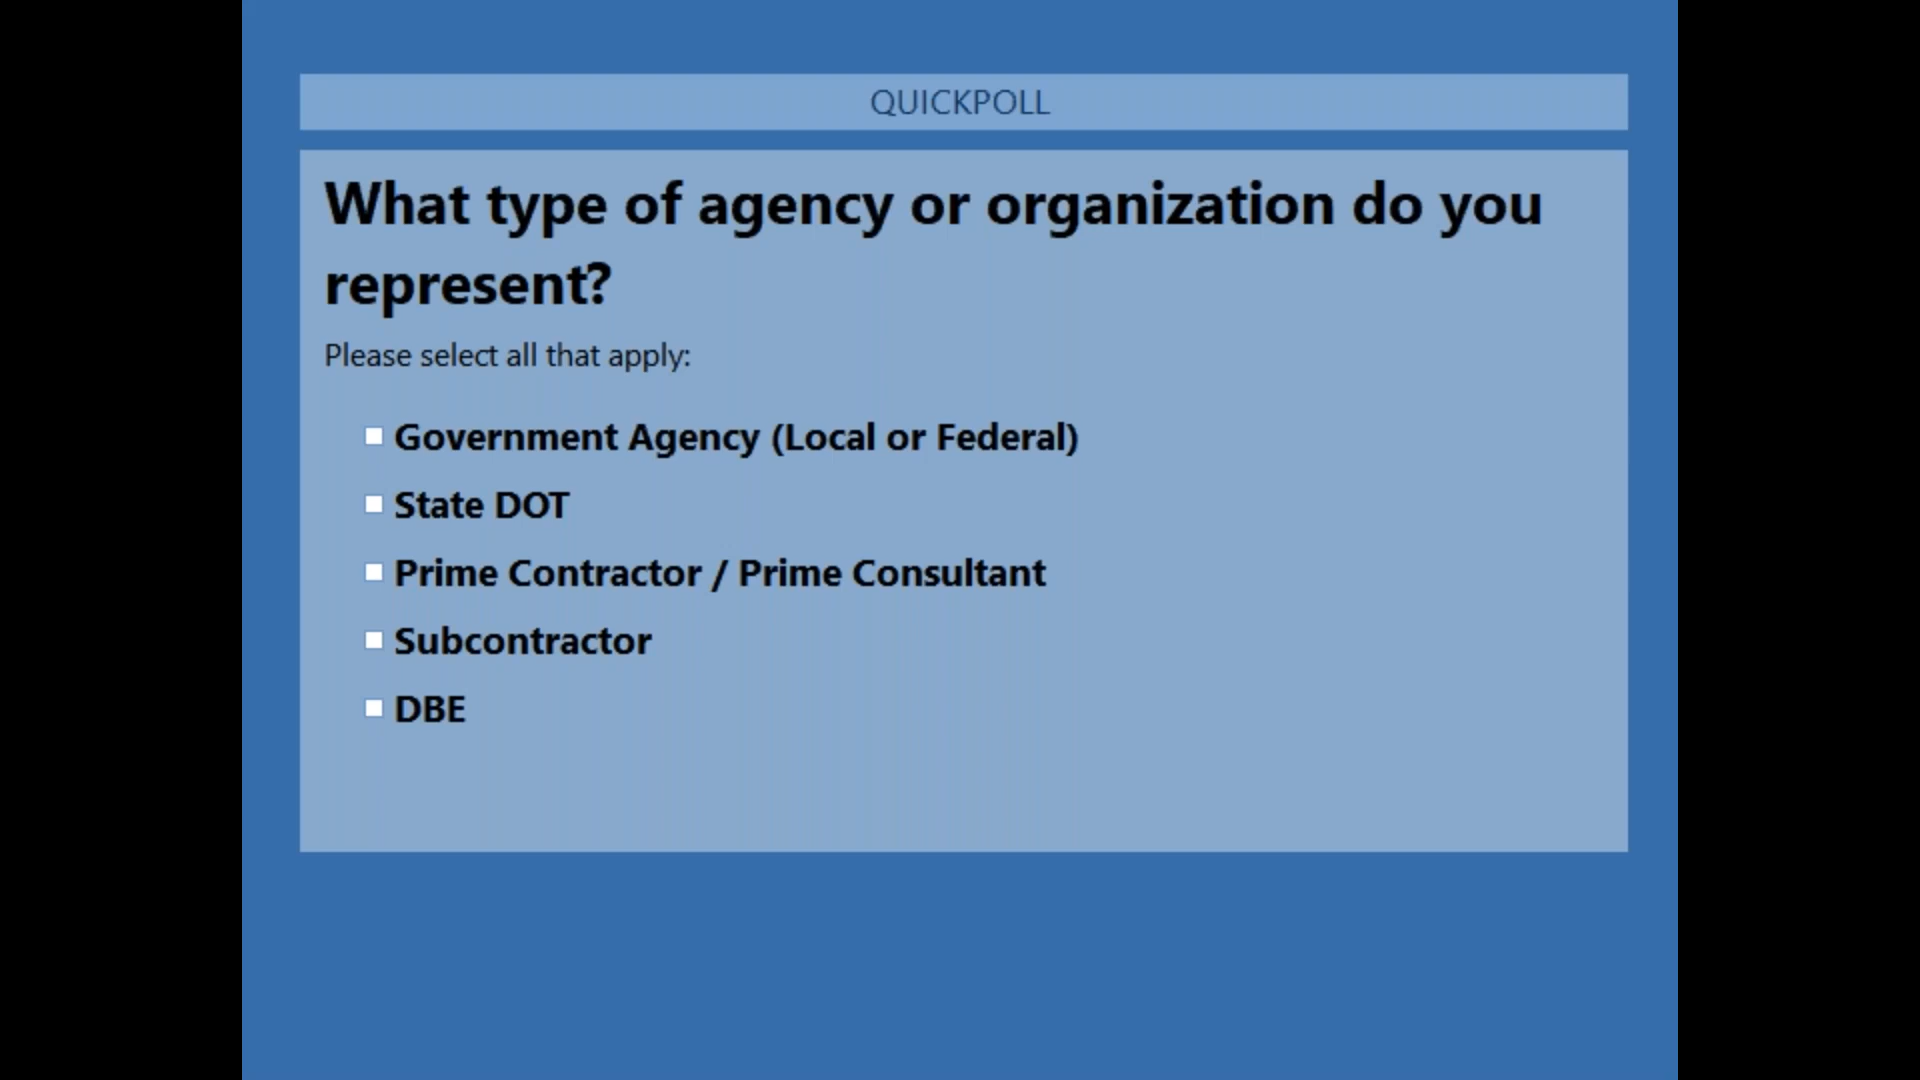 QUICKPOLL
What type of agency or organization do you
represent?
Please select all that apply:
Government Agency (Local or Federal)
State DOT
Prime Contractor / Prime Consultant
Subcontractor
DBE